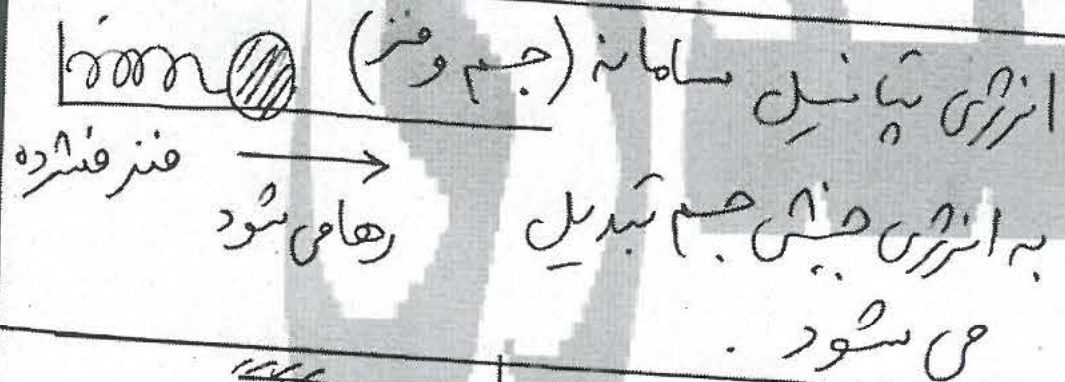 انرژی پتانسیل سامانه (جسم و فنر)
فنر فشرده
رها می شود
به انرژی جنبشی جسم تبدیل
می شود .